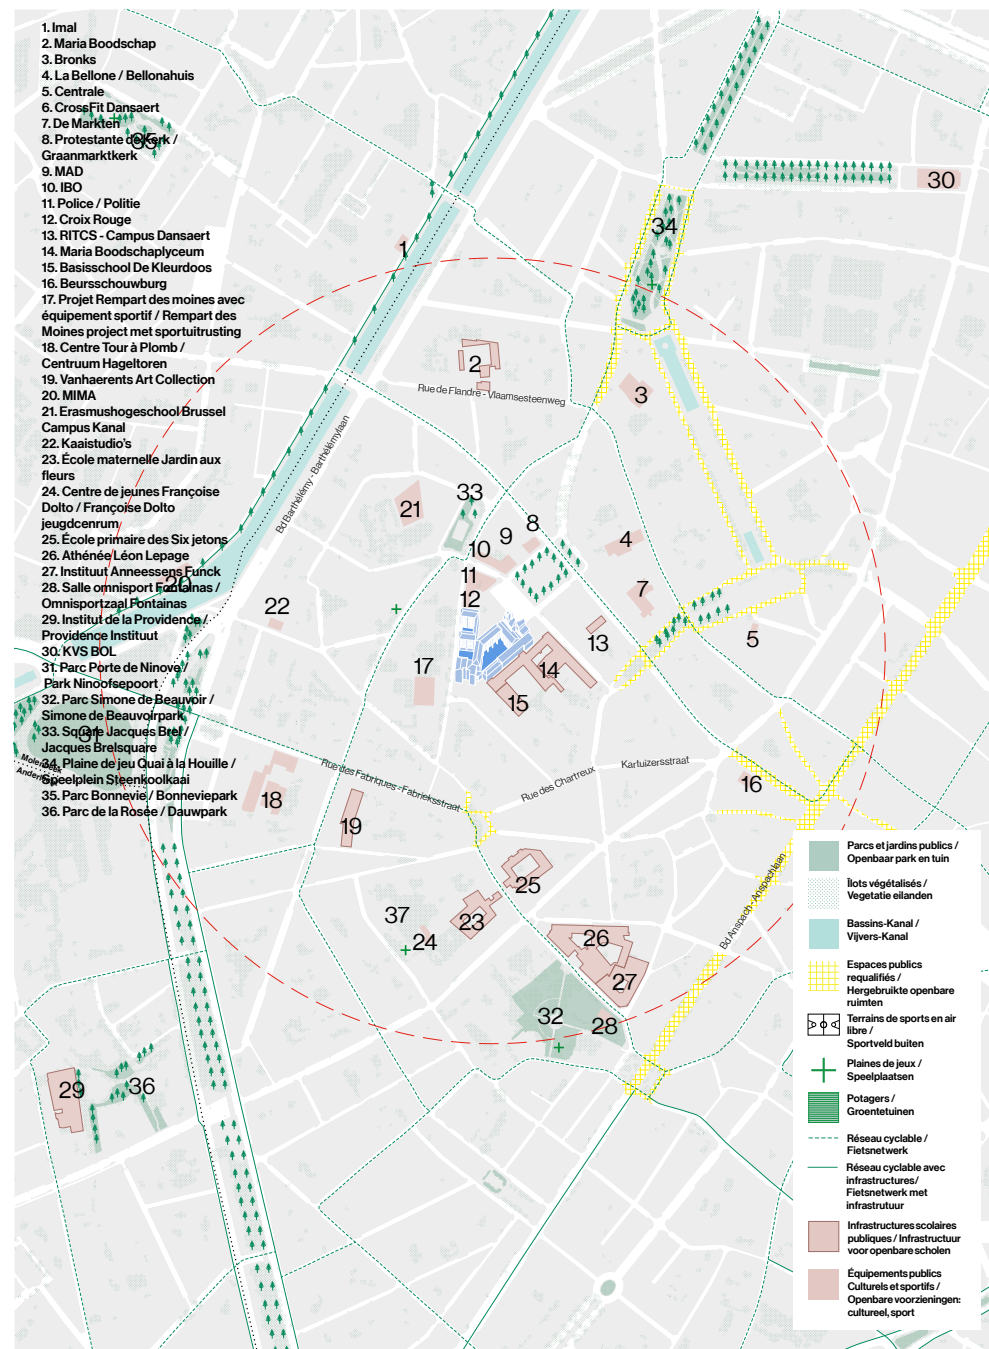 1. Imal
2. Maria Boodschap
3. Bronks
4. La Bellone / Bellonahuis
5. Centrale
6. CrossFit Dansaert
7. De Markten
8. Protestante de Kerk /
Graanmarktkerk
9. MAD
10. IBO
11. Police / Politie
12. Croix Rouge
13. RITCS - Campus Dansaert
14. Maria Boodschaplyceum
15. Basisschool De Kleurdoos
16. Beursschouwburg
17. Projet Rempart des moines avec
équipement sportif / Rempart des
Moines project met sportuitrusting
18. Centre Tour à Plomb /
Centruum Hageltoren
19. Vanhaerents Art Collection
20. MIMA
21. Erasmushogeschool Brussel
Campus Kanal
22. Kaaistudio's
23. École maternelle Jardin aux
fleurs
24. Centre de jeunes Françoise
Dolto / Françoise Dolto
jeugdcenrum
25. École primaire des Six jetons
26. Athénée Léon Lepage
27. Instituut Anneessens Funck
28. Salle omnisport Fontainas /
Omnisportzaal Fontainas
29. Institut de la Providence /
Providence Instituut
30. KVS BOL
31. Parc Porte de Ninove /
Park Ninoofsepoort
32. Parc Simone de Beauvoir /
Simone de Beauvoirpark
33. Square Jacques Brel /
Jacques Brelsquare
34. Plaine de jeu Quai à la Houille /
Speelplein Steenkoolkaai
35. Parc Bonnevie / Bonneviepark
36. Parc de la Rosée / Dauwpark
35
30
34
1
2
Rue de Flandre - Vlaamsesteenweg
3
Bd Barthélémy - Barthélémylaan
33
21
8
9
4
10
20
11
7
12
22
5
13
17
14
15
31
Molenbeek
Anderlecht
Rue des Fabriques - Fabrieksstraat
Rue des Chartreux
Kartuizersstraat
16
18
19
25
Bd Anspach - Anspachlaan
37
23
24
26
27
32
28
29
36
Parcs et jardins publics /
Openbaar park en tuin
Îlots végétalisés /
Vegetatie eilanden
Bassins-Kanal /
Vijvers-Kanal
Espaces publics
requalifiés /
Hergebruikte openbare
ruimten
Terrains de sports en air
libre /
Sportveld buiten
Plaines de jeux /
Speelplaatsen
Potagers /
Groentetuinen
Réseau cyclable /
Fietsnetwerk
Réseau cyclable avec
infrastructures/
Fietsnetwerk met
infrastrutuur
Infrastructures scolaires
publiques / Infrastructuur
voor openbare scholen
Équipements publics
Culturels et sportifs /
Openbare voorzieningen:
cultureel, sport